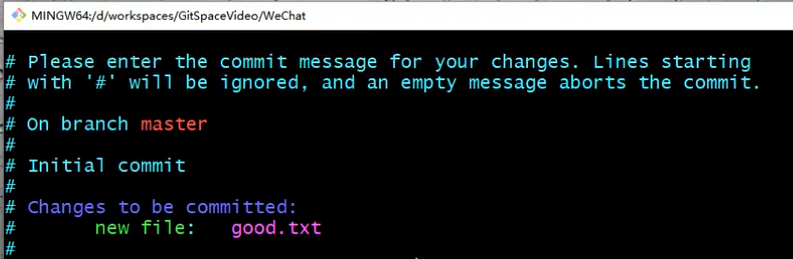 MINGW64:/d/workspaces/GitSpaceVideo/WeChat
# Please enter the commit message for your changes. Lines starting
# with '#' will be ignored, and an empty message aborts the commit.
#
# On branch master
#
# Initial commit
#
# Changes to be committed:
#       new file:   good.txt
#